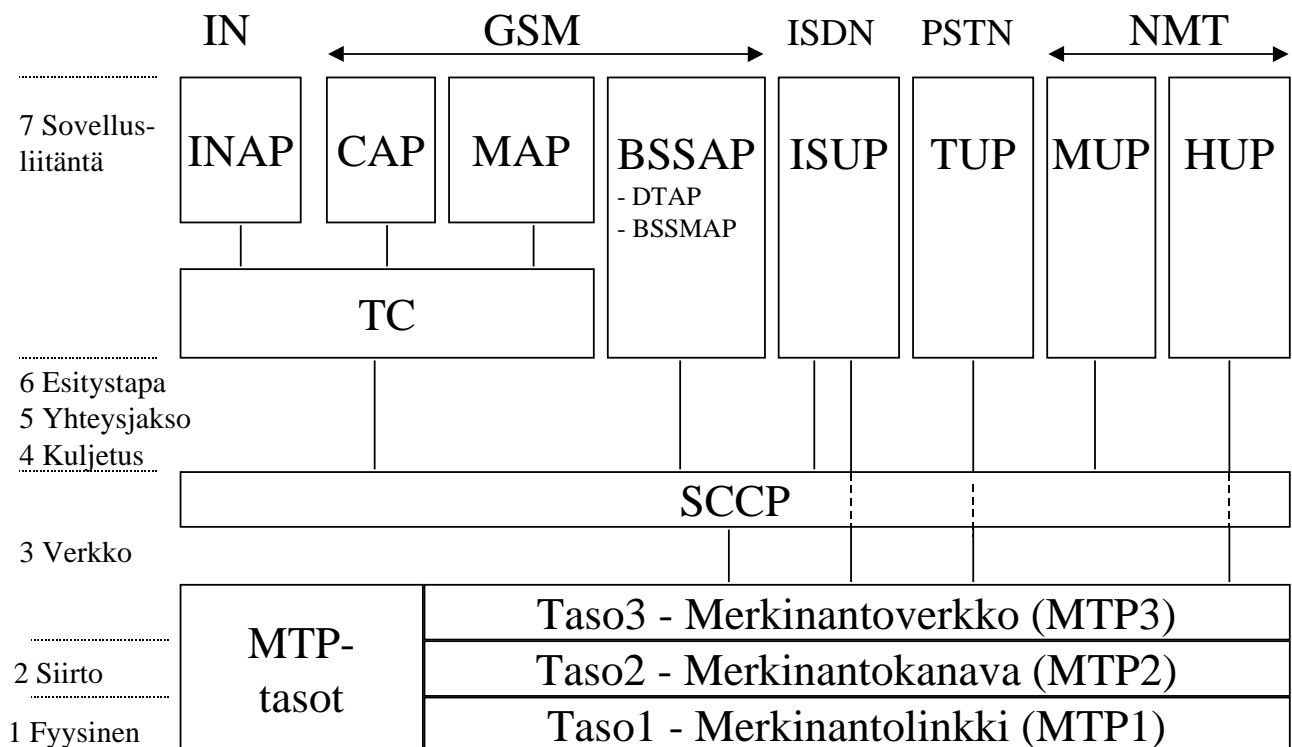 IN GSM ISDN PSTN NMT
7 Sovellus-
liitäntä
INAP CAP MAP BSSAP ISUP TUP MUP HUP
- DTAP
- BSSMAP
TC
6 Esitystapa
5 Yhteysjakso
4 Kuljetus
SCCP
3 Verkko
MTP-
tasot
Taso3 - Merkinantoverkko (MTP3)
2 Siirto
Taso2 - Merkinantokanava (MTP2)
1 Fyysinen
Taso1 - Merkinantolinkki (MTP1)